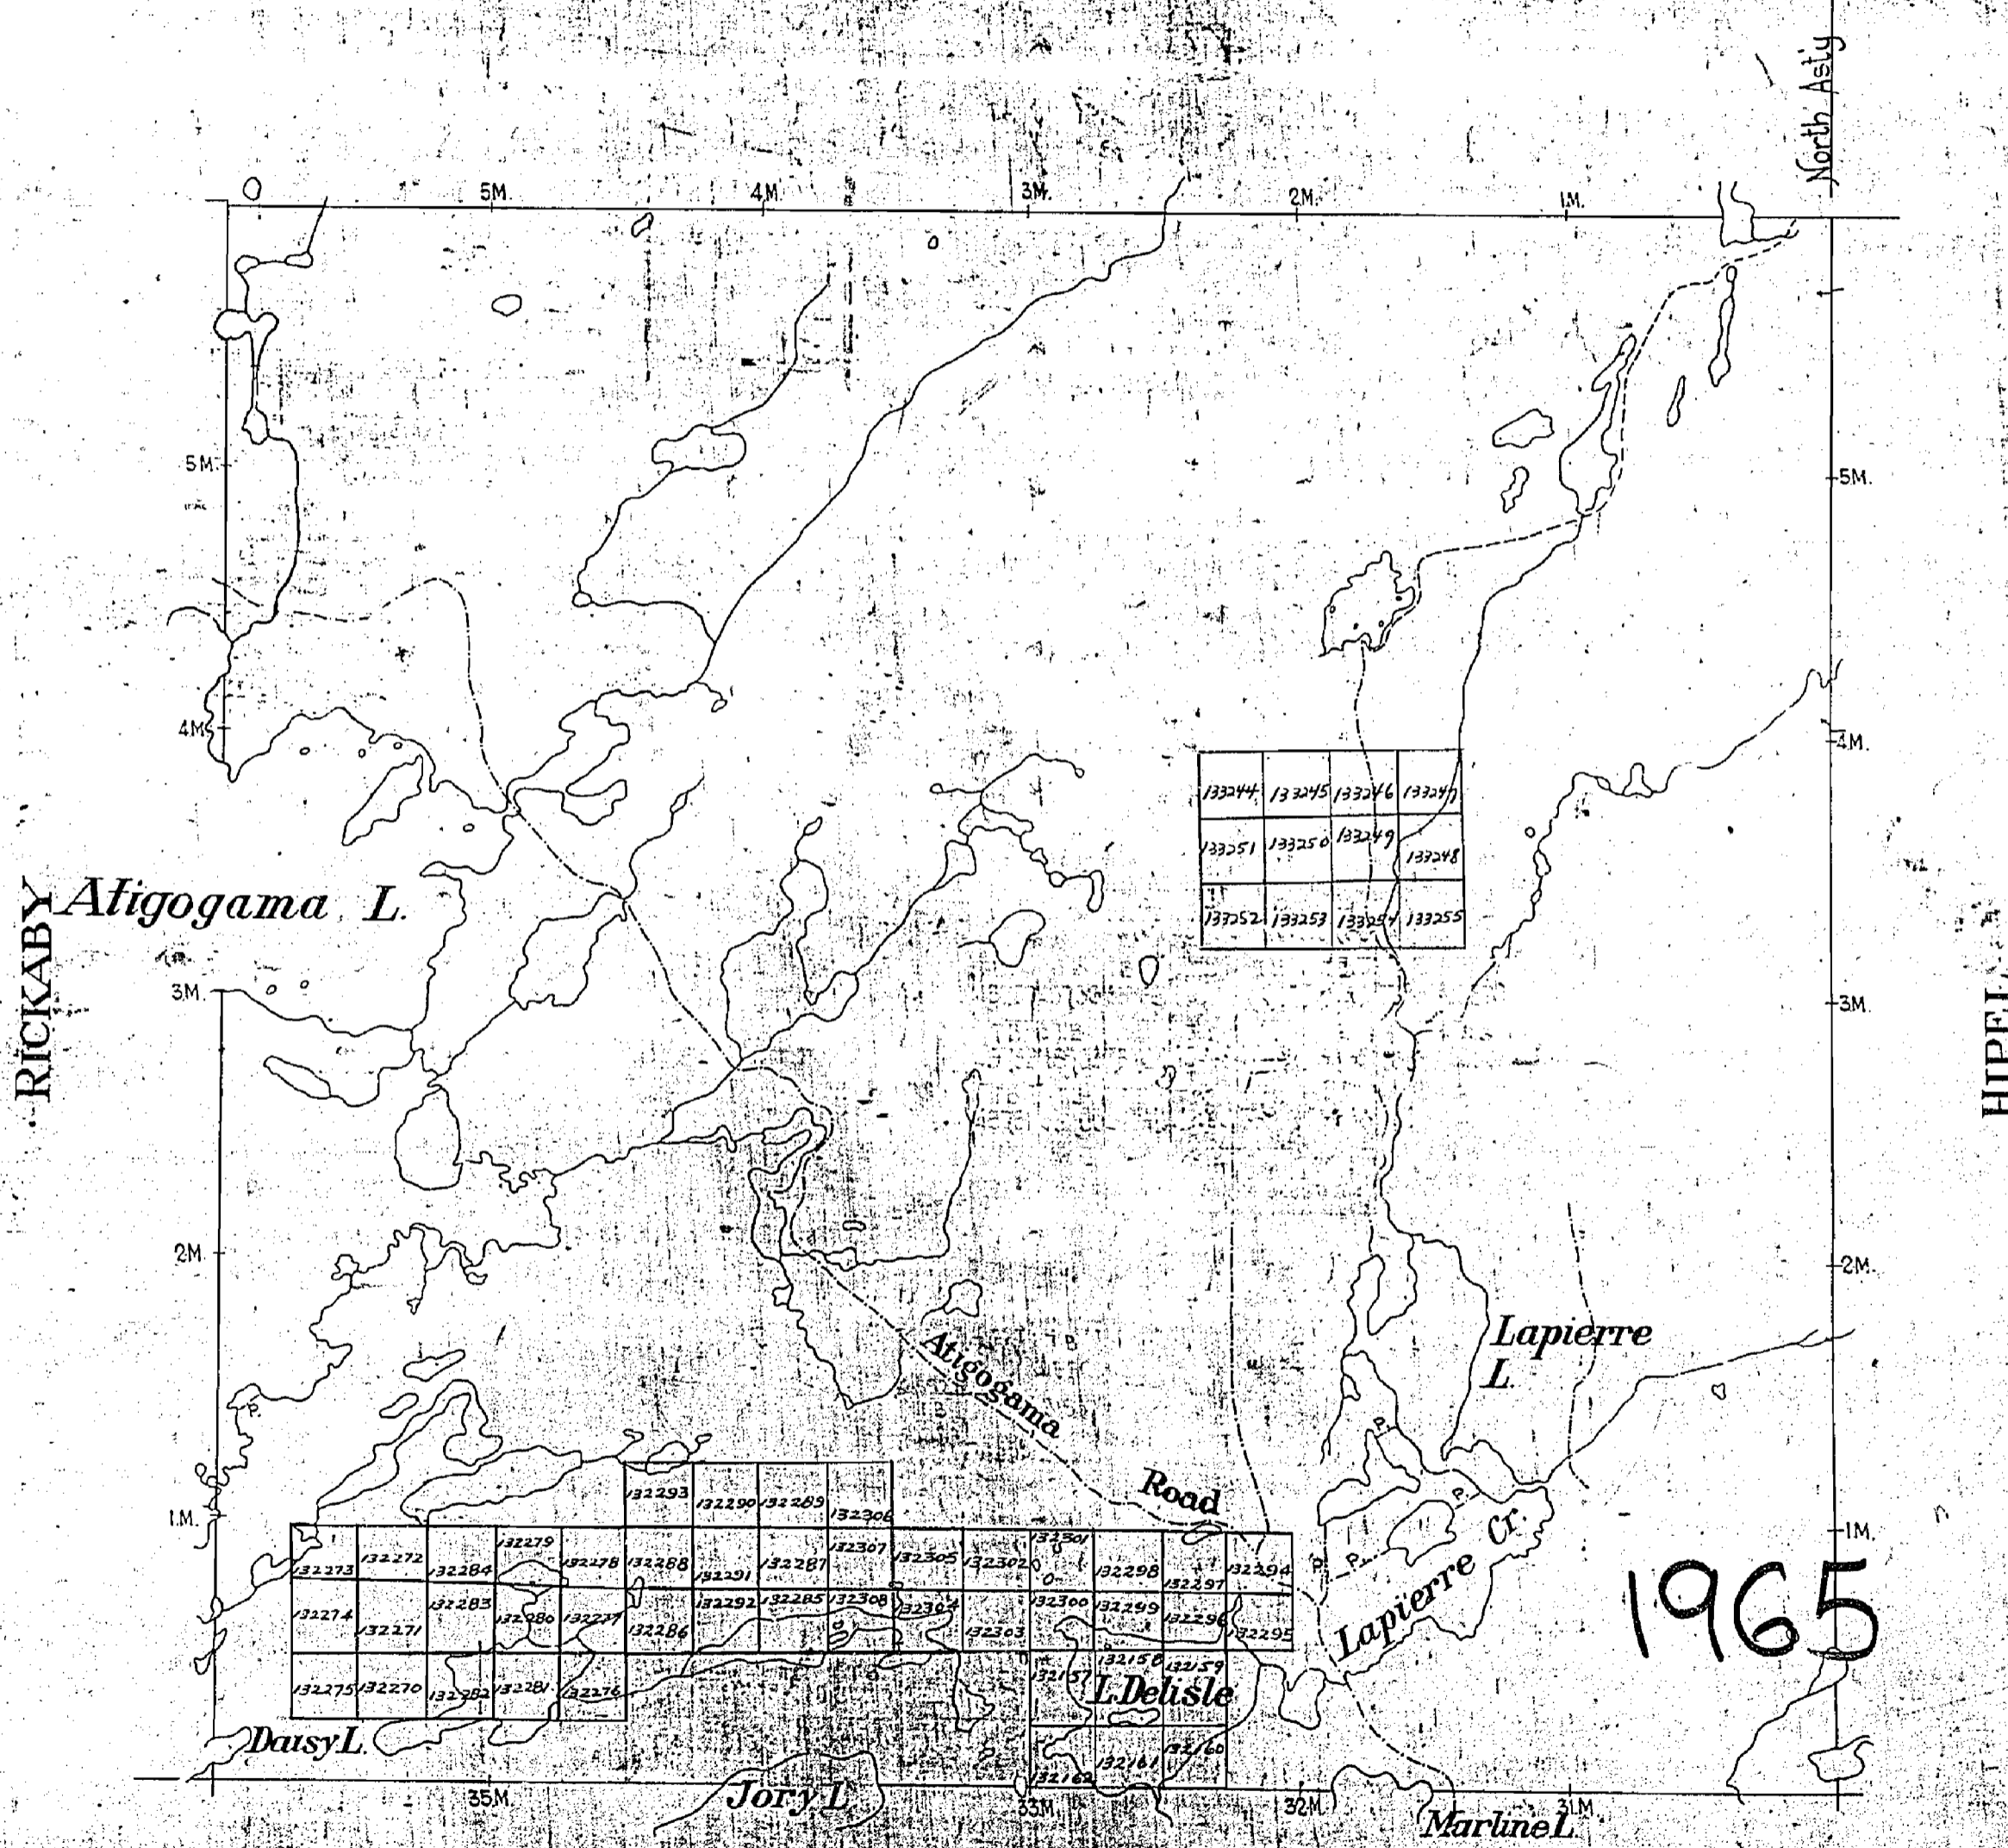 North Asty
5M. 4M. 3M. 2M. 1M.
5M. 5M.
4M. 4M.
133244 133245 133246 133247
133251 133250 133249 133248
133252 133253 133254 133255
RICKABY
Atigogama L.
HIPEL
3M. 3M.
2M. 2M.
Lapierre
L.
Atigogama
Road
P.
P.
P.
P.
P.
1M. 1M.
132293 132290 132289 132306
132273 132272 132284 132279 132278 132288 132291 132287 132307 132305 132302 132301 132298 132297 132294
132274 132271 132283 132280 132277 132286 132292 132285 132308 132304 132303 132300 132299 132296 132295
132275 132270 132282 132281 132276 132157 132158 132159
L. Delisle
132162 132161 132160
Lapierre Cr.
1965
Daisy L.
Jory L
Marline L
35M. 33M. 32M. 31M.